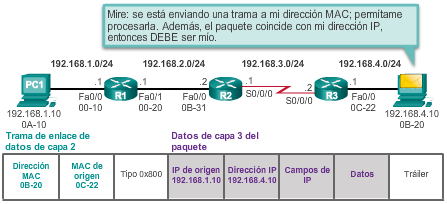 Mire: se está enviando una trama a mi dirección MAC; permítame
procesarla. Además, el paquete coincide con mi dirección IP,
entonces DEBE ser mío.
192.168.1.0/24
192.168.2.0/24
192.168.3.0/24
192.168.4.0/24
PC1
.1
R1
.1
.2
R2
.1
.2
R3
.1
192.168.1.10
0A-10
Fa0/0
00-10
Fa0/1
00-20
Fa0/0
0B-31
S0/0/0
S0/0/0
Fa0/0
0C-22
192.168.4.10
0B-20
Trama de enlace de
datos de capa 2
Datos de capa 3 del
paquete
Dirección
MAC
0B-20
MAC de
origen
0C-22
Tipo 0x800
IP de origen
192.168.1.10
Dirección IP
192.168.4.10
Campos de
IP
Datos
Tráiler